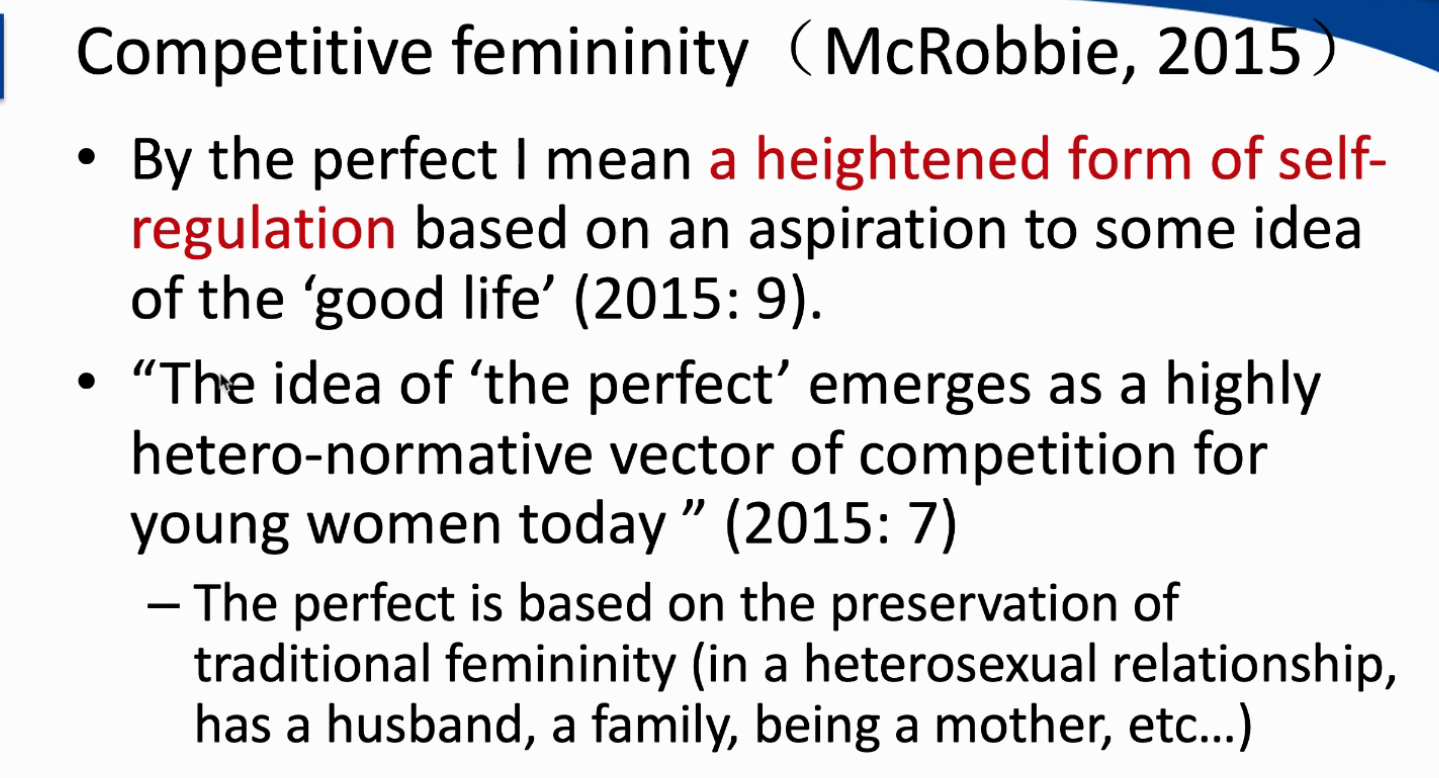 Competitive femininity（McRobbie, 2015）
• By the perfect I mean a heightened form of self-
regulation based on an aspiration to some idea
of the ‘good life’ (2015: 9).
• “The idea of ‘the perfect’ emerges as a highly
hetero-normative vector of competition for
young women today ” (2015: 7)
– The perfect is based on the preservation of
traditional femininity (in a heterosexual relationship,
has a husband, a family, being a mother, etc…)